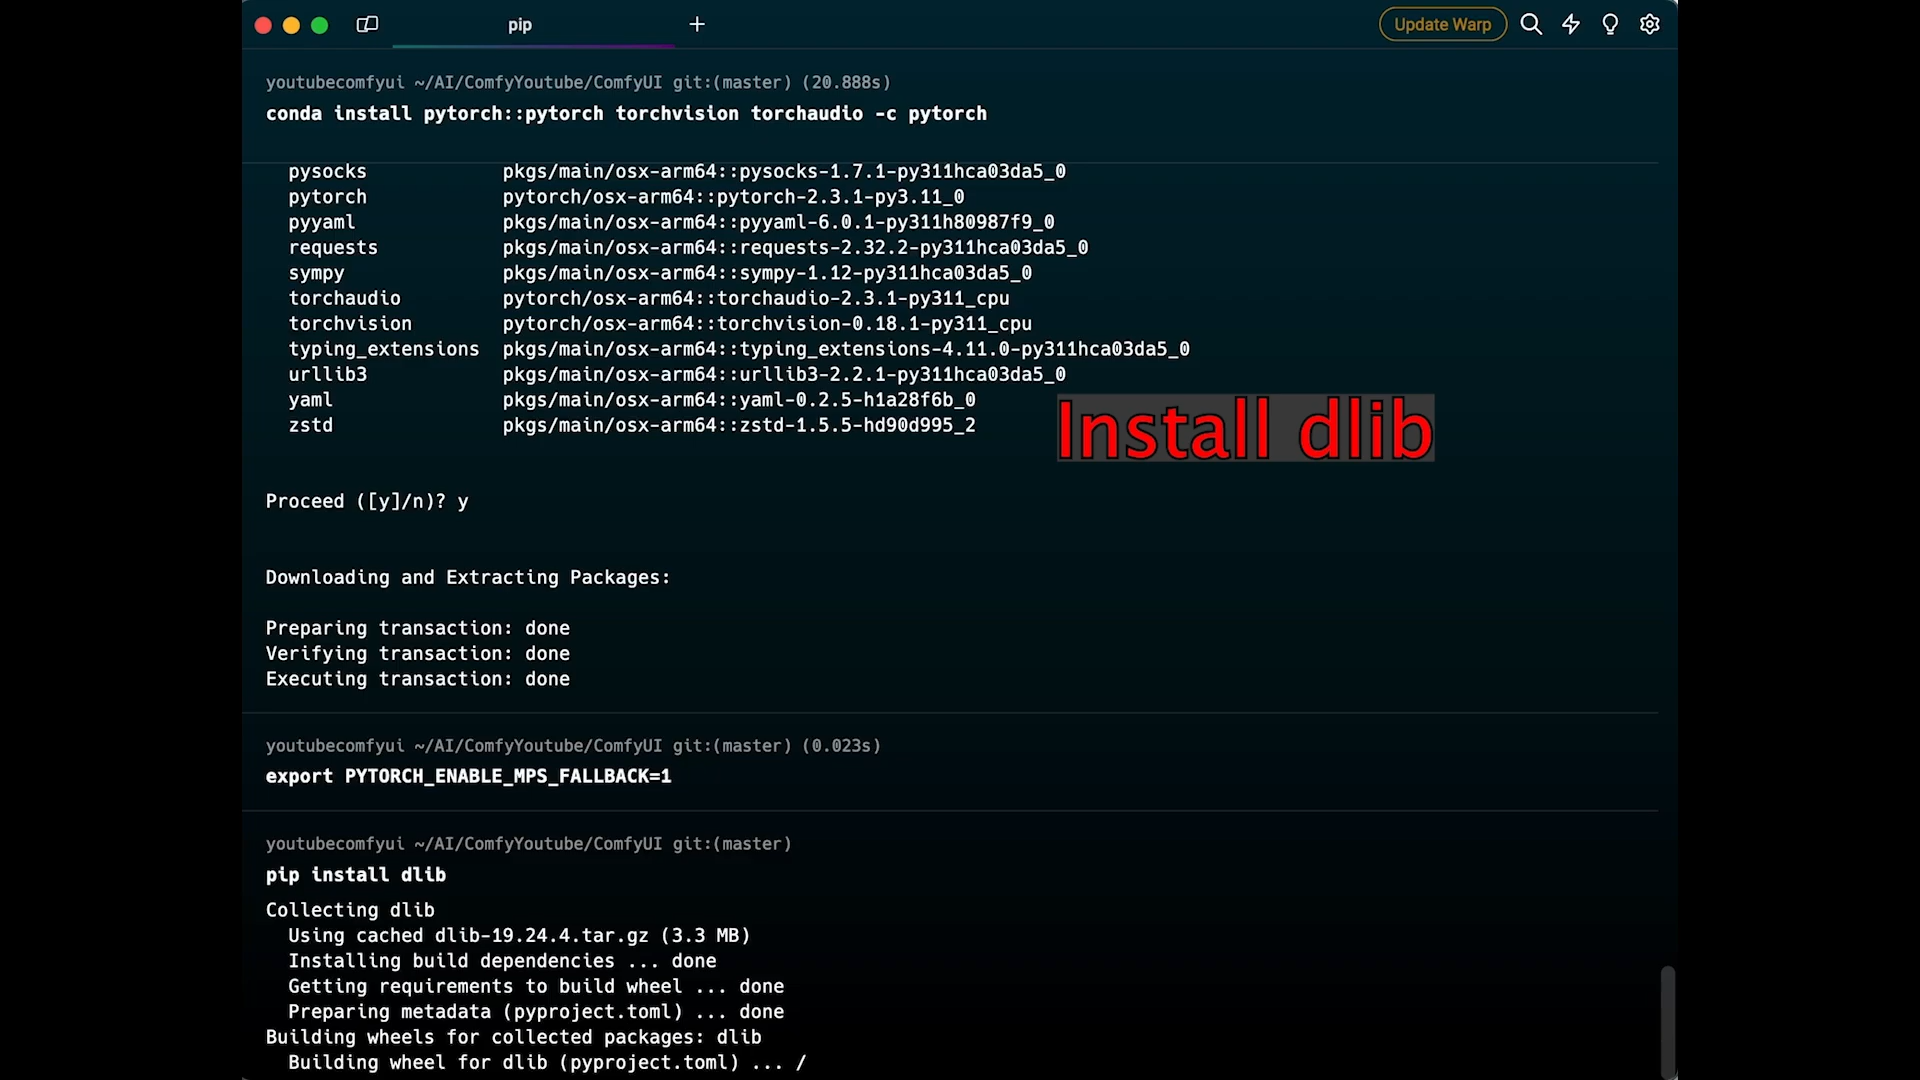 pip
Update Warp
youtubecomfyui ~/AI/ComfyYoutube/ComfyUI git:(master) (20.888s)
conda install pytorch::pytorch torchvision torchaudio -c pytorch
pysocks pkgs/main/osx-arm64::pysocks-1.7.1-py311hca03da5_0
pytorch pytorch/osx-arm64::pytorch-2.3.1-py3.11_0
pyyaml pkgs/main/osx-arm64::pyyaml-6.0.1-py311h80987f9_0
requests pkgs/main/osx-arm64::requests-2.32.2-py311hca03da5_0
sympy pkgs/main/osx-arm64::sympy-1.12-py311hca03da5_0
torchaudio pytorch/osx-arm64::torchaudio-2.3.1-py311_cpu
torchvision pytorch/osx-arm64::torchvision-0.18.1-py311_cpu
typing_extensions pkgs/main/osx-arm64::typing_extensions-4.11.0-py311hca03da5_0
urllib3 pkgs/main/osx-arm64::urllib3-2.2.1-py311hca03da5_0
yaml pkgs/main/osx-arm64::yaml-0.2.5-h1a28f6b_0
zstd pkgs/main/osx-arm64::zstd-1.5.5-hd90d995_2
Install dlib
Proceed ([y]/n)? y
Downloading and Extracting Packages:
Preparing transaction: done
Verifying transaction: done
Executing transaction: done
youtubecomfyui ~/AI/ComfyYoutube/ComfyUI git:(master) (0.023s)
export PYTORCH_ENABLE_MPS_FALLBACK=1
youtubecomfyui ~/AI/ComfyYoutube/ComfyUI git:(master)
pip install dlib
Collecting dlib
Using cached dlib-19.24.4.tar.gz (3.3 MB)
Installing build dependencies ... done
Getting requirements to build wheel ... done
Preparing metadata (pyproject.toml) ... done
Building wheels for collected packages: dlib
Building wheel for dlib (pyproject.toml) ... /